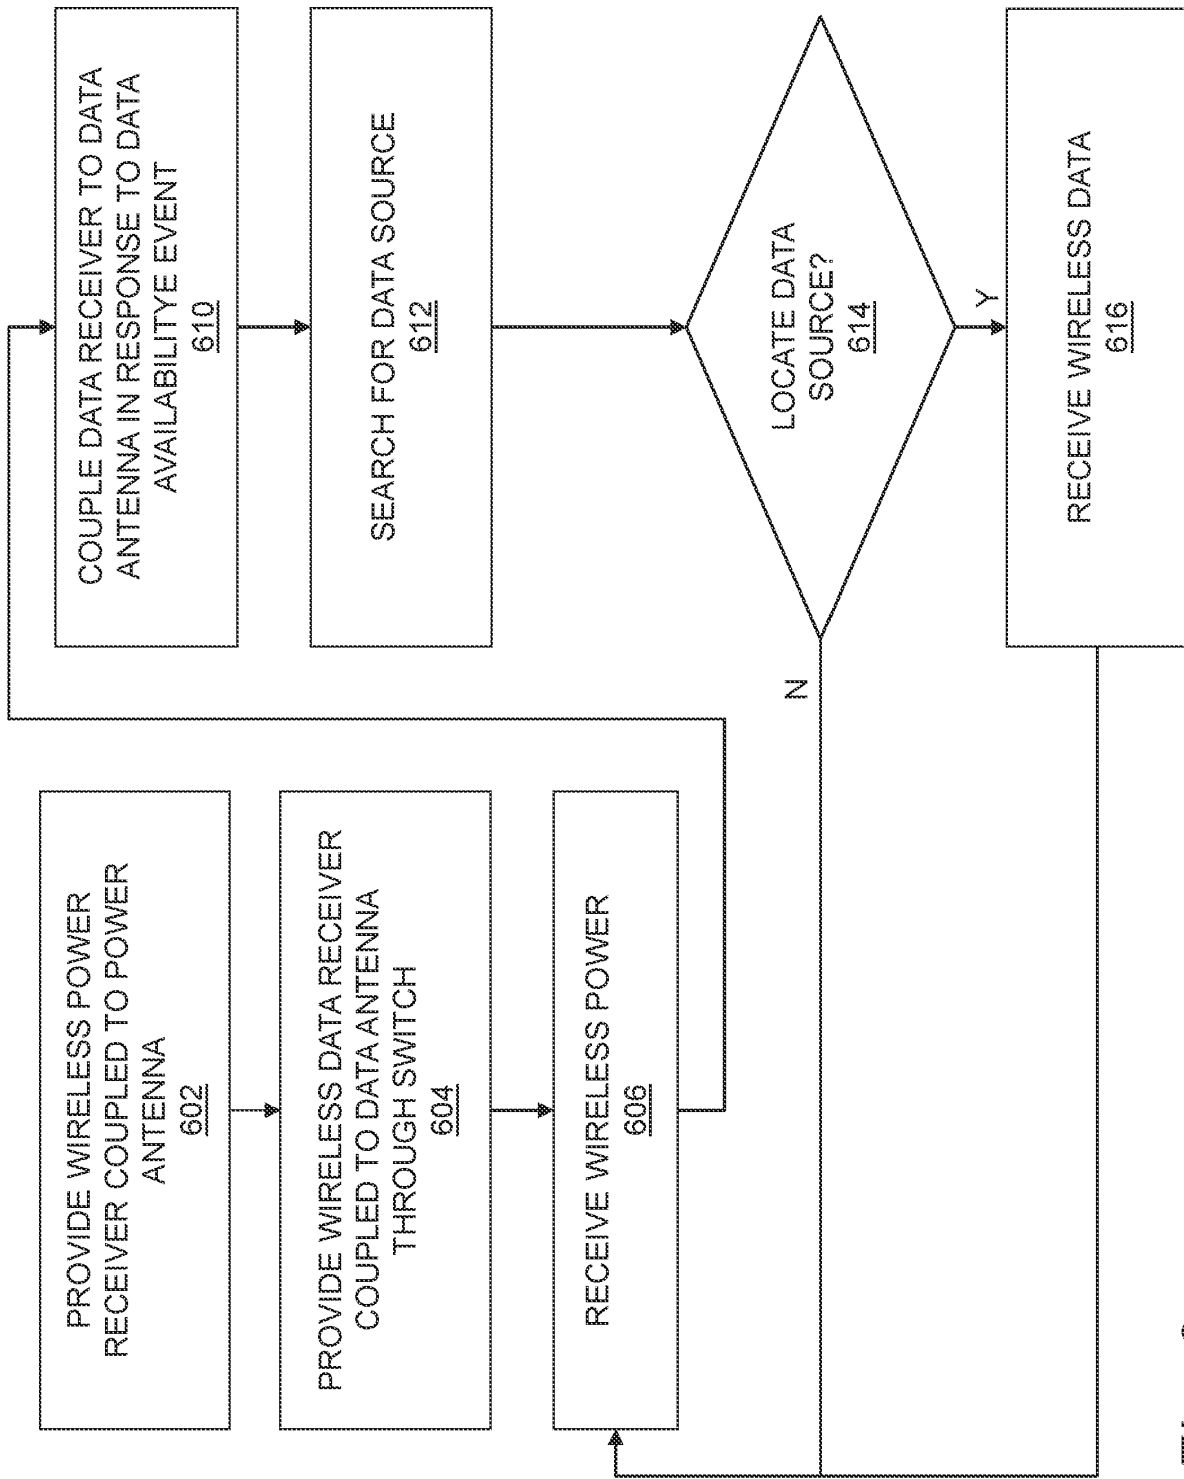 PROVIDE WIRELESS POWER
RECEIVER COUPLED TO POWER
ANTENNA
602
PROVIDE WIRELESS DATA RECEIVER
COUPLED TO DATA ANTENNA
THROUGH SWITCH
604
RECEIVE WIRELESS POWER
606
COUPLE DATA RECEIVER TO DATA
ANTENNA IN RESPONSE TO DATA
AVAILABILITYE EVENT
610
SEARCH FOR DATA SOURCE
612
LOCATE DATA
SOURCE?
614
N
Y
RECEIVE WIRELESS DATA
616